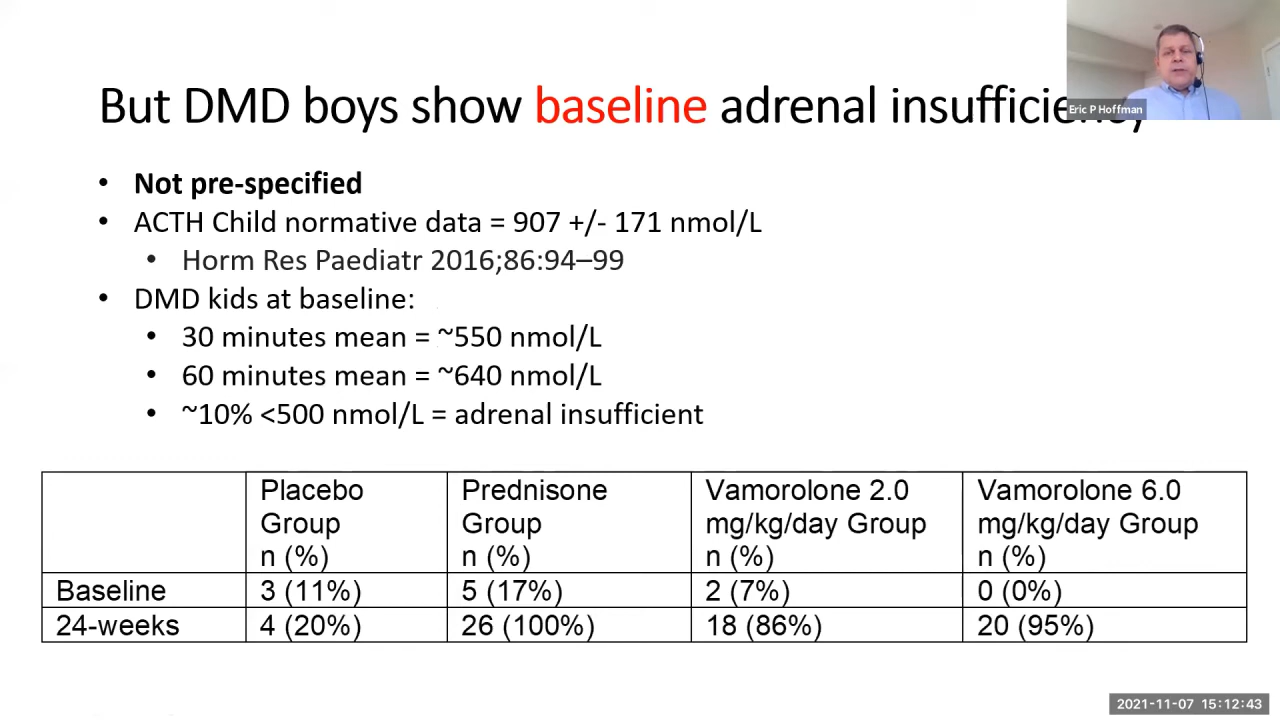 But DMD boys show baseline adrenal
Eric P Hoffman
• Not pre-specified
• ACTH Child normative data = 907 +/- 171 nmol/L
• Horm Res Paediatr 2016;86:94–99
• DMD kids at baseline:
• 30 minutes mean = ~550 nmol/L
• 60 minutes mean = ~640 nmol/L
• ~10% <500 nmol/L = adrenal insufficient
Placebo Group n (%) Prednisone Group n (%) Vamorolone 2.0 mg/kg/day Group n (%) Vamorolone 6.0 mg/kg/day Group n (%)
Baseline 3 (11%) 5 (17%) 2 (7%) 0 (0%)
24-weeks 4 (20%) 26 (100%) 18 (86%) 20 (95%)
2021-11-07 15:12:43